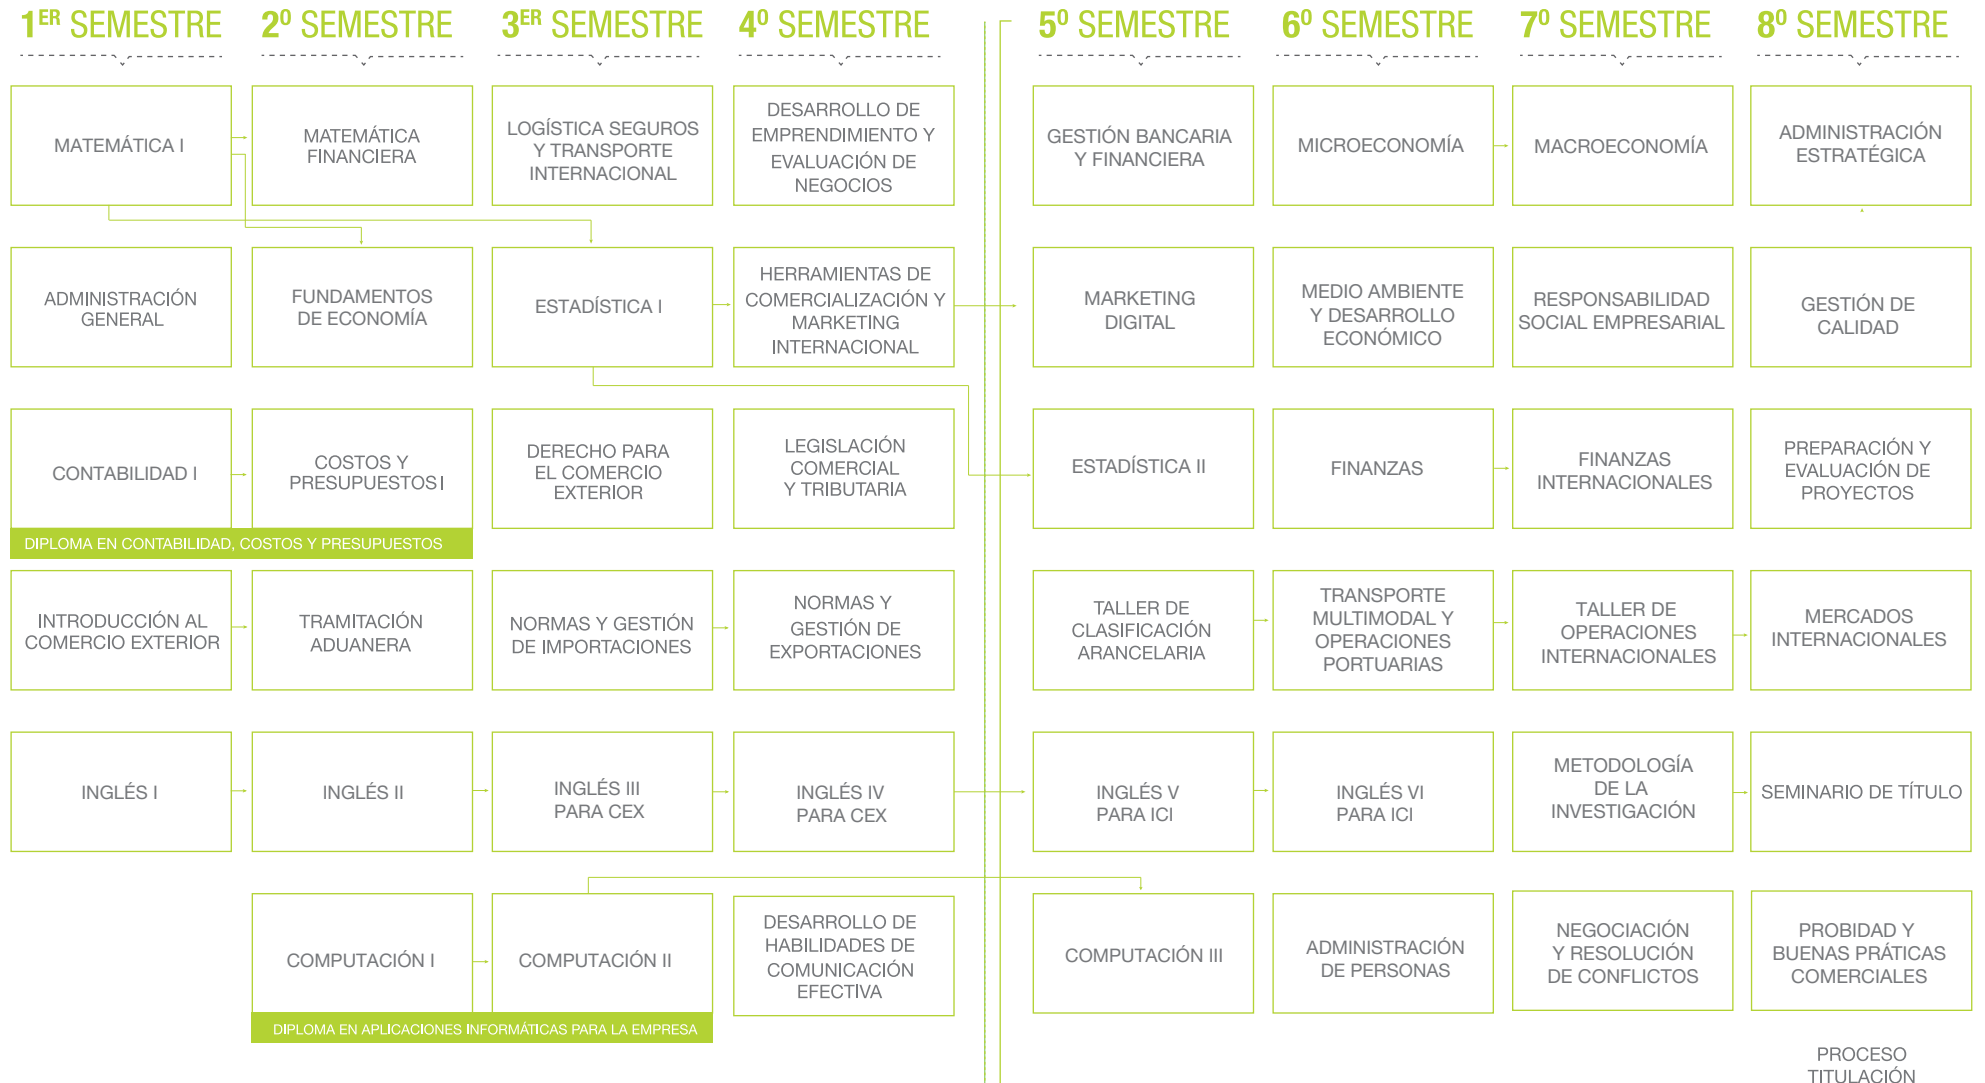 1ER SEMESTRE
2º SEMESTRE
3ER SEMESTRE
4º SEMESTRE
5º SEMESTRE
6º SEMESTRE
7º SEMESTRE
8º SEMESTRE
MATEMÁTICA I
MATEMÁTICA
FINANCIERA
LOGÍSTICA SEGUROS
Y TRANSPORTE
INTERNACIONAL
DESARROLLO DE
EMPRENDIMIENTO Y
EVALUACIÓN DE
NEGOCIOS
GESTIÓN BANCARIA
Y FINANCIERA
MICROECONOMÍA
MACROECONOMÍA
ADMINISTRACIÓN
ESTRATÉGICA
ADMINISTRACIÓN
GENERAL
FUNDAMENTOS
DE ECONOMÍA
ESTADÍSTICA I
HERRAMIENTAS DE
COMERCIALIZACIÓN Y
MARKETING
INTERNACIONAL
MARKETING
DIGITAL
MEDIO AMBIENTE
Y DESARROLLO
ECONÓMICO
RESPONSABILIDAD
SOCIAL EMPRESARIAL
GESTIÓN DE
CALIDAD
CONTABILIDAD I
COSTOS Y
PRESUPUESTOS I
DERECHO PARA
EL COMERCIO
EXTERIOR
LEGISLACIÓN
COMERCIAL
Y TRIBUTARIA
ESTADÍSTICA II
FINANZAS
FINANZAS
INTERNACIONALES
PREPARACIÓN Y
EVALUACIÓN DE
PROYECTOS
DIPLOMA EN CONTABILIDAD, COSTOS Y PRESUPUESTOS
INTRODUCCIÓN AL
COMERCIO EXTERIOR
TRAMITACIÓN
ADUANERA
NORMAS Y GESTIÓN
DE IMPORTACIONES
NORMAS Y
GESTIÓN DE
EXPORTACIONES
TALLER DE
CLASIFICACIÓN
ARANCELARIA
TRANSPORTE
MULTIMODAL Y
OPERACIONES
PORTUARIAS
TALLER DE
OPERACIONES
INTERNACIONALES
MERCADOS
INTERNACIONALES
INGLÉS I
INGLÉS II
INGLÉS III
PARA CEX
INGLÉS IV
PARA CEX
INGLÉS V
PARA ICI
INGLÉS VI
PARA ICI
METODOLOGÍA
DE LA
INVESTIGACIÓN
SEMINARIO DE TÍTULO
COMPUTACIÓN I
COMPUTACIÓN II
DESARROLLO DE
HABILIDADES DE
COMUNICACIÓN
EFECTIVA
COMPUTACIÓN III
ADMINISTRACIÓN
DE PERSONAS
NEGOCIACIÓN
Y RESOLUCIÓN
DE CONFLICTOS
PROBIDAD Y
BUENAS PRÁTICAS
COMERCIALES
DIPLOMA EN APLICACIONES INFORMÁTICAS PARA LA EMPRESA
PROCESO
TITULACIÓN